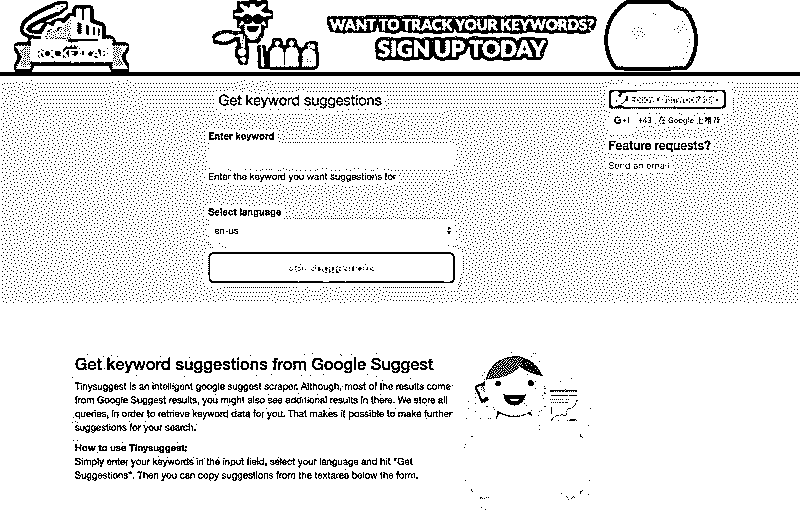 ROCKETCAR
WANT TO TRACK YOUR KEYWORDS?
SIGN UP TODAY
Get keyword suggestions
Enter keyword
Enter the keyword you want suggestions for
Select language
en-us
G+1 +43 在 Google 上推荐
Feature requests?
Send an email
Get keyword suggestions from Google Suggest
Tinysuggest is an intelligent google suggest scraper. Although, most of the results come
from Google Suggest results, you might also see additional results in there. We store all
queries, in order to retrieve keyword data for you. That makes it possible to make further
suggestions for your search.
How to use Tinysuggest:
Simply enter your keywords in the input field, select your language and hit "Get
Suggestions". Then you can copy suggestions from the textarea below the form.